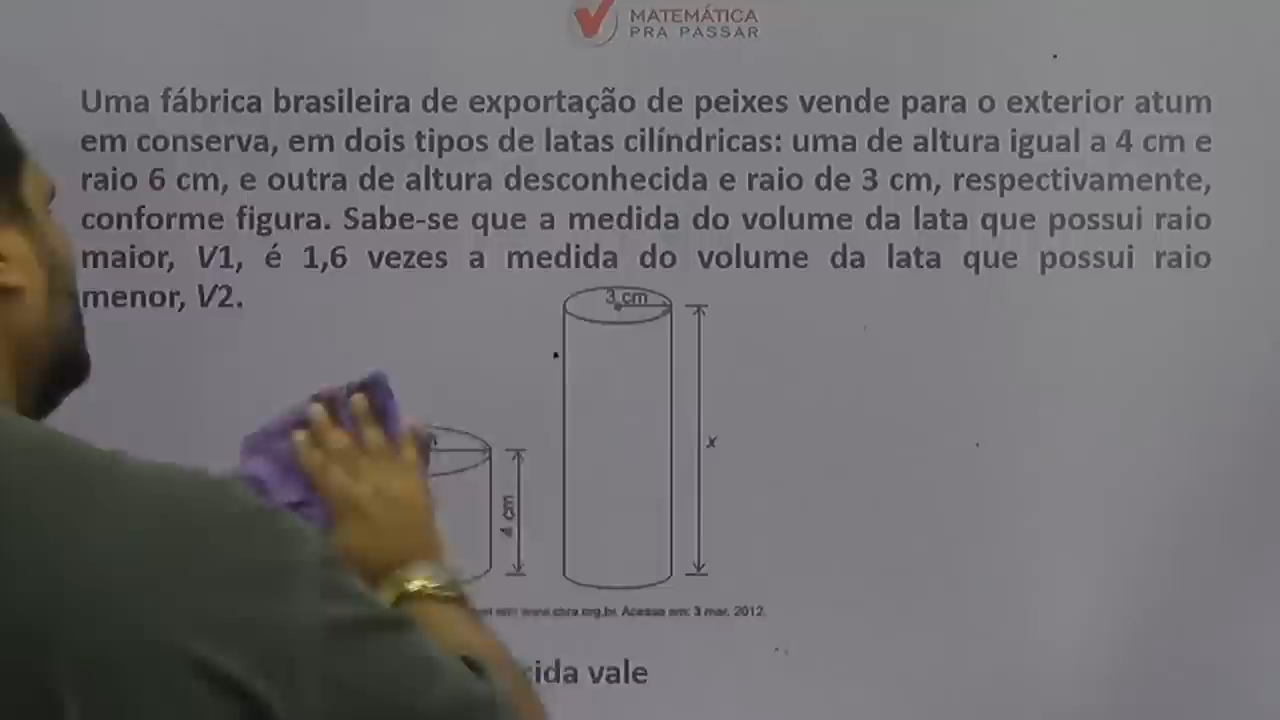 MATEMÁTICA
PRA PASSAR
Uma fábrica brasileira de exportação de peixes vende para o exterior atum
em conserva, em dois tipos de latas cilíndricas: uma de altura igual a 4 cm e
raio 6 cm, e outra de altura desconhecida e raio de 3 cm, respectivamente,
conforme figura. Sabe-se que a medida do volume da lata que possui raio
maior, V1, é 1,6 vezes a medida do volume da lata que possui raio
menor, V2.
3 cm
x
4 cm
www.cbra.org.br. Acesso em: 3 mar. 2012.
vale